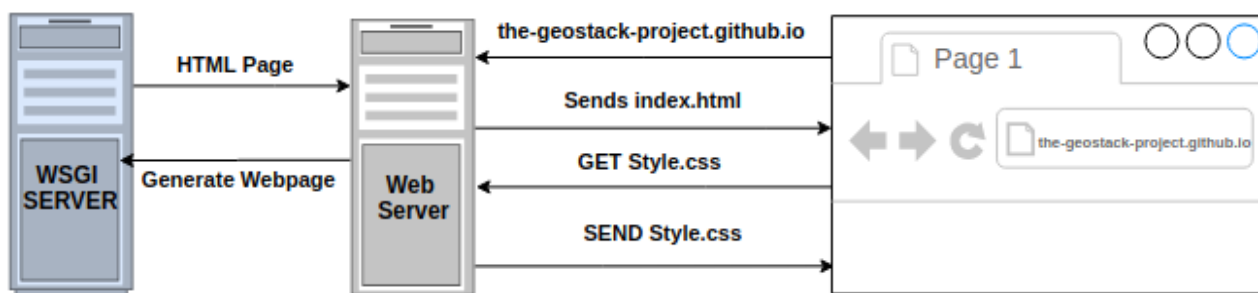 HTML Page
Generate Webpage
WSGI
SERVER
Web
Server
the-geostack-project.github.io
Sends index.html
GET Style.css
SEND Style.css
Page 1
the-geostack-project.github.io